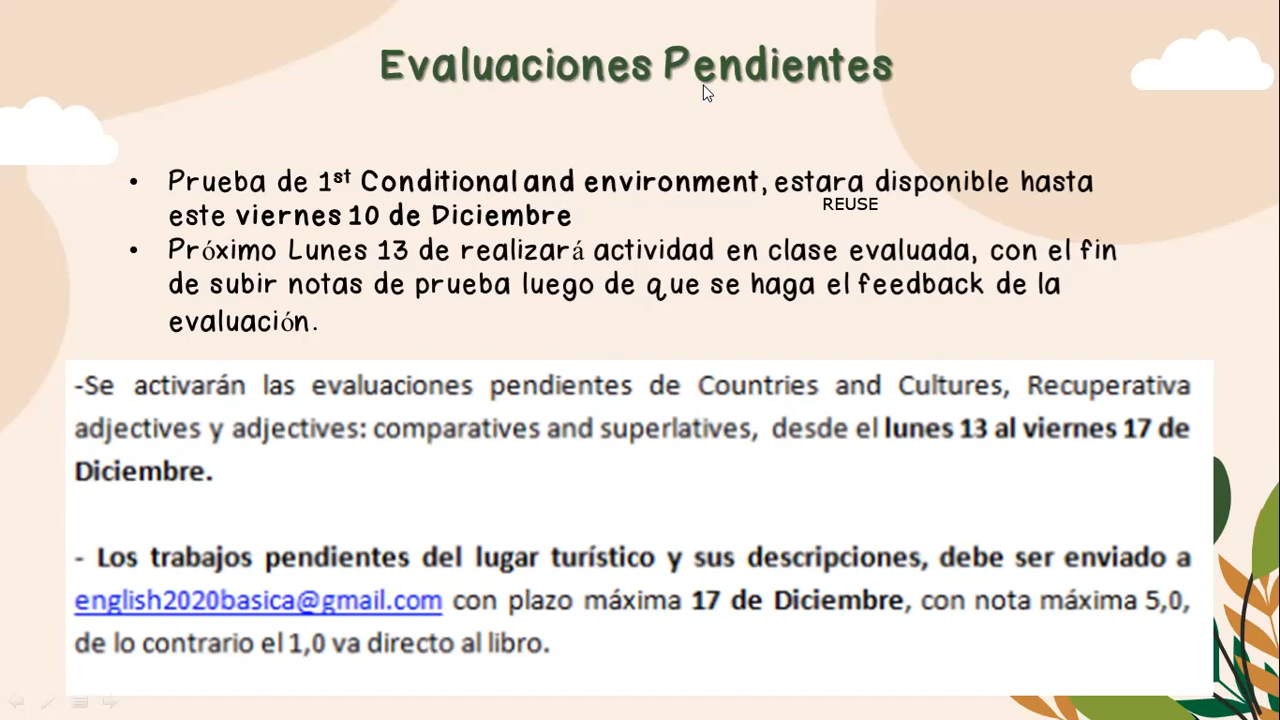 Evaluaciones Pendientes
• Prueba de 1st Conditional and environment, estara disponible hasta
REUSE
este viernes 10 de Diciembre
• Próximo Lunes 13 de realizará actividad en clase evaluada, con el fin
de subir notas de prueba luego de que se haga el feedback de la
evaluación.
-Se activarán las evaluaciones pendientes de Countries and Cultures, Recuperativa
adjectives y adjectives: comparatives and superlatives, desde el lunes 13 al viernes 17 de
Diciembre.
- Los trabajos pendientes del lugar turístico y sus descripciones, debe ser enviado a
english2020basica@gmail.com con plazo máxima 17 de Diciembre, con nota máxima 5,0,
de lo contrario el 1,0 va directo al libro.